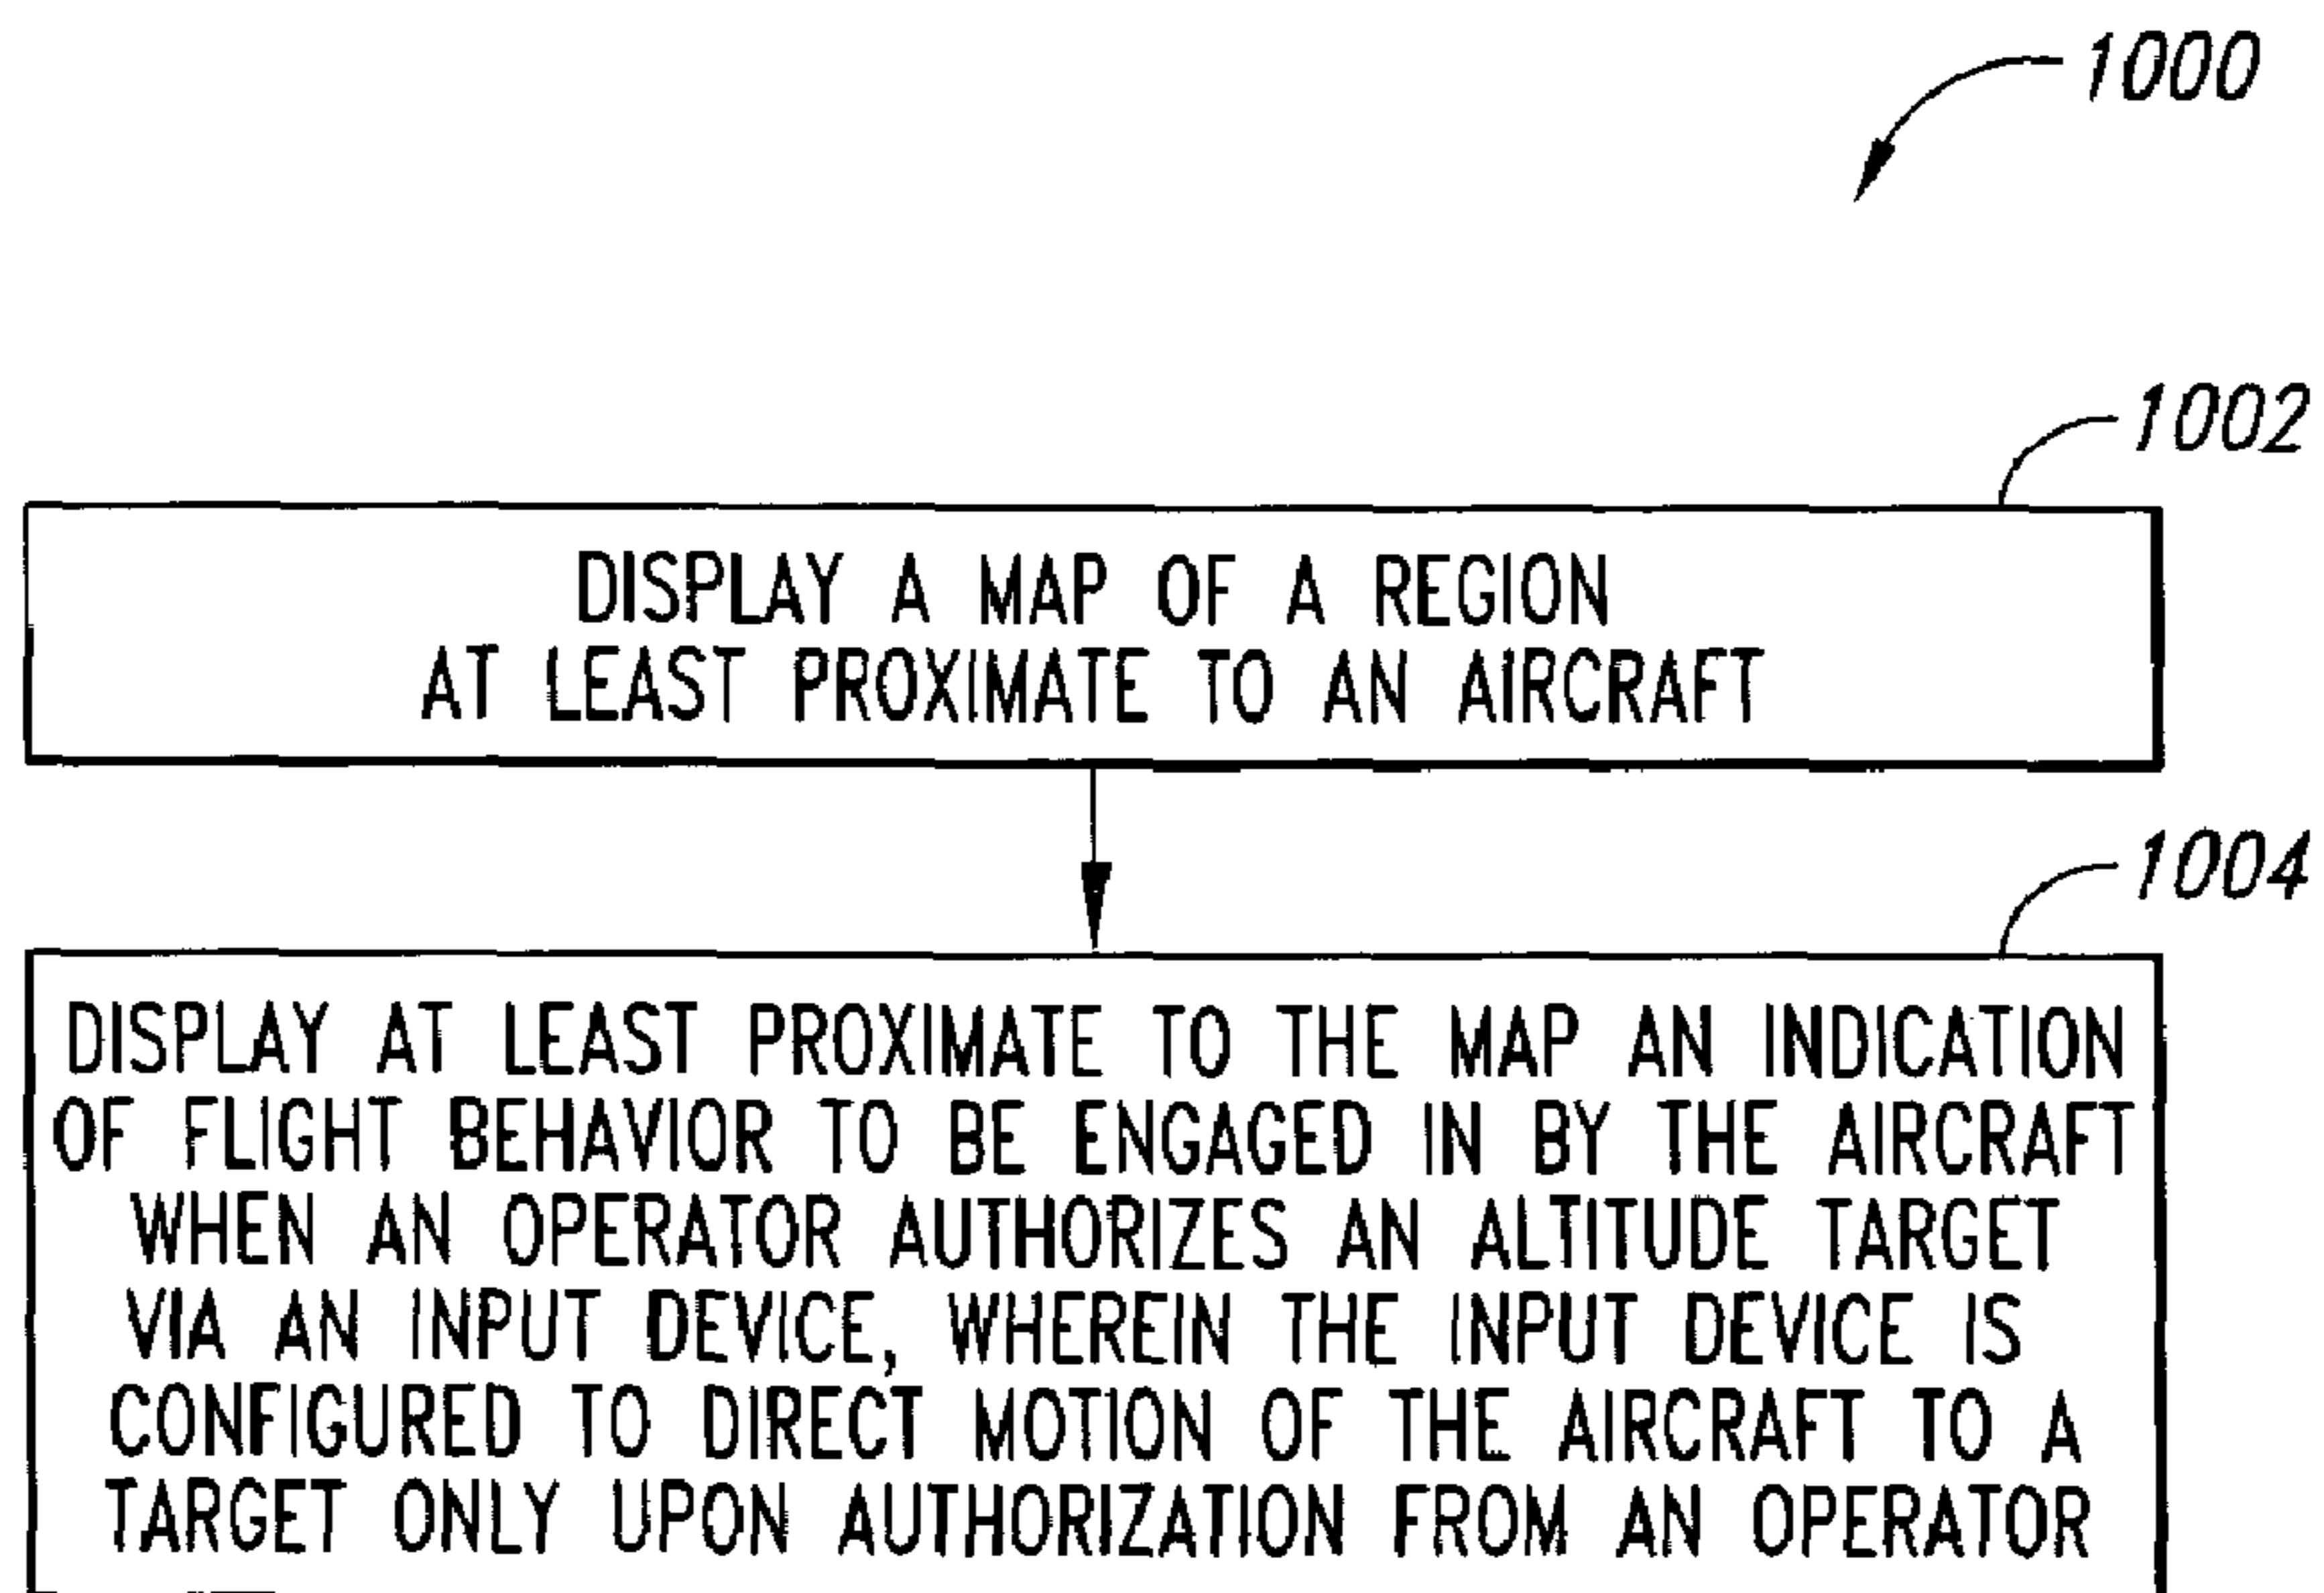 1000
1002
DISPLAY A MAP OF A REGION
AT LEAST PROXIMATE TO AN AIRCRAFT
1004
DISPLAY AT LEAST PROXIMATE TO THE MAP AN INDICATION
OF FLIGHT BEHAVIOR TO BE ENGAGED IN BY THE AIRCRAFT
WHEN AN OPERATOR AUTHORIZES AN ALTITUDE TARGET
VIA AN INPUT DEVICE, WHEREIN THE INPUT DEVICE IS
CONFIGURED TO DIRECT MOTION OF THE AIRCRAFT TO A
TARGET ONLY UPON AUTHORIZATION FROM AN OPERATOR